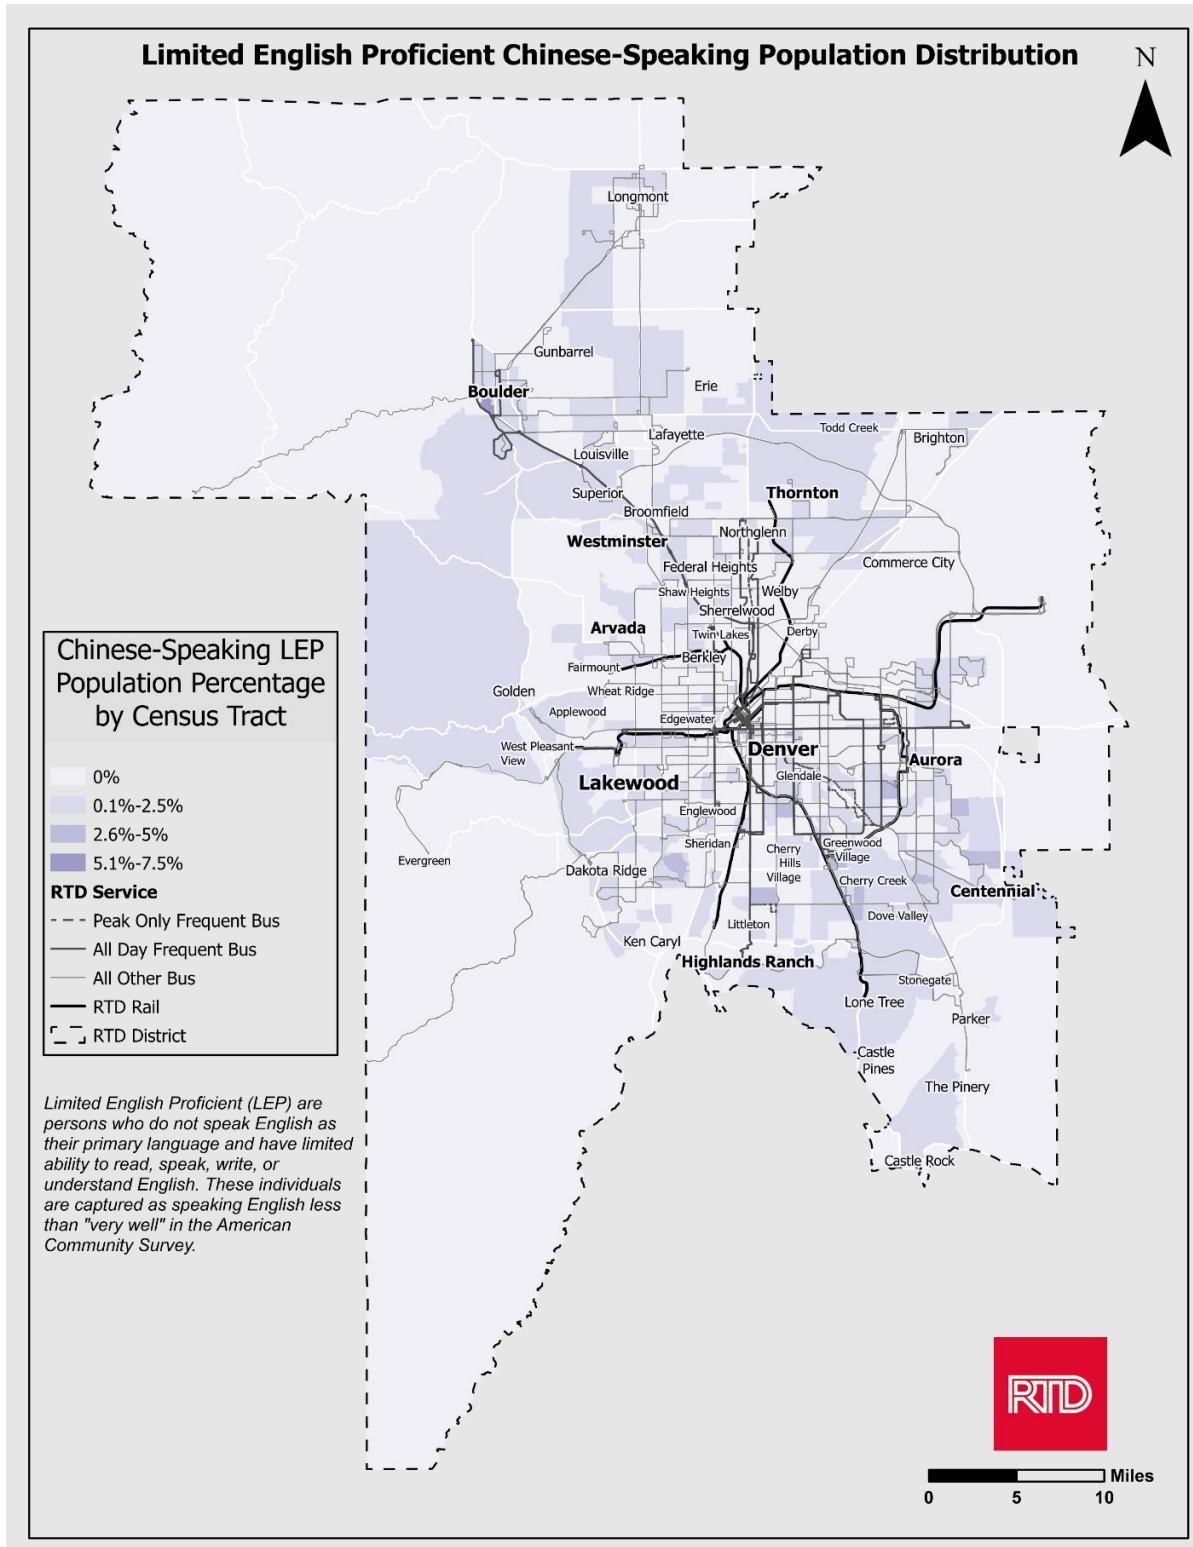 Limited English Proficient Chinese-Speaking Population Distribution
N
Longmont
Gunbarrel
Boulder
Erie
Todd Creek
Brighton
Lafayette
Louisville
Superior
Thornton
Broomfield
Northglenn
Westminster
Federal Heights
Commerce City
Shaw Heights
Welby
Sherrelwood
Arvada
Twin Lakes
Derby
Berkley
Fairmount
Golden
Wheat Ridge
Applewood
Edgewater
West Pleasant
View
Denver
Aurora
Lakewood
Glendale
Englewood
Sheridan
Cherry
Hills
Village
Greenwood
Village
Evergreen
Dakota Ridge
Cherry Creek
Centennial
Littleton
Dove Valley
Ken Caryl
Highlands Ranch
Stonegate
Lone Tree
Parker
Castle
Pines
The Pinery
Castle Rock
Chinese-Speaking LEP
Population Percentage
by Census Tract
0%
0.1%-2.5%
2.6%-5%
5.1%-7.5%
RTD Service
Peak Only Frequent Bus
All Day Frequent Bus
All Other Bus
RTD Rail
RTD District
Limited English Proficient (LEP) are
persons who do not speak English as
their primary language and have limited
ability to read, speak, write, or
understand English. These individuals
are captured as speaking English less
than "very well" in the American
Community Survey.
RTD
Miles
0 5 10